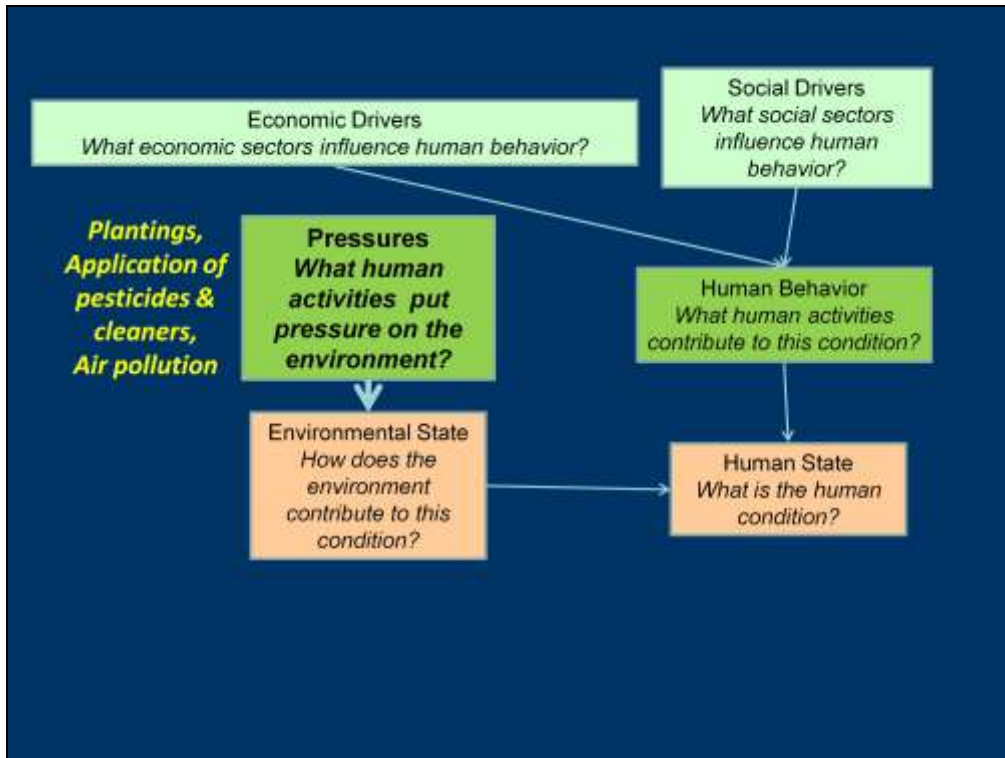 Economic Drivers
What economic sectors influence human behavior?
Social Drivers
What social sectors
influence human
behavior?
Plantings,
Application of
pesticides &
cleaners,
Air pollution
Pressures
What human
activities put
pressure on the
environment?
Human Behavior
What human activities
contribute to this condition?
Environmental State
How does the
environment
contribute to this
condition?
Human State
What is the human
condition?